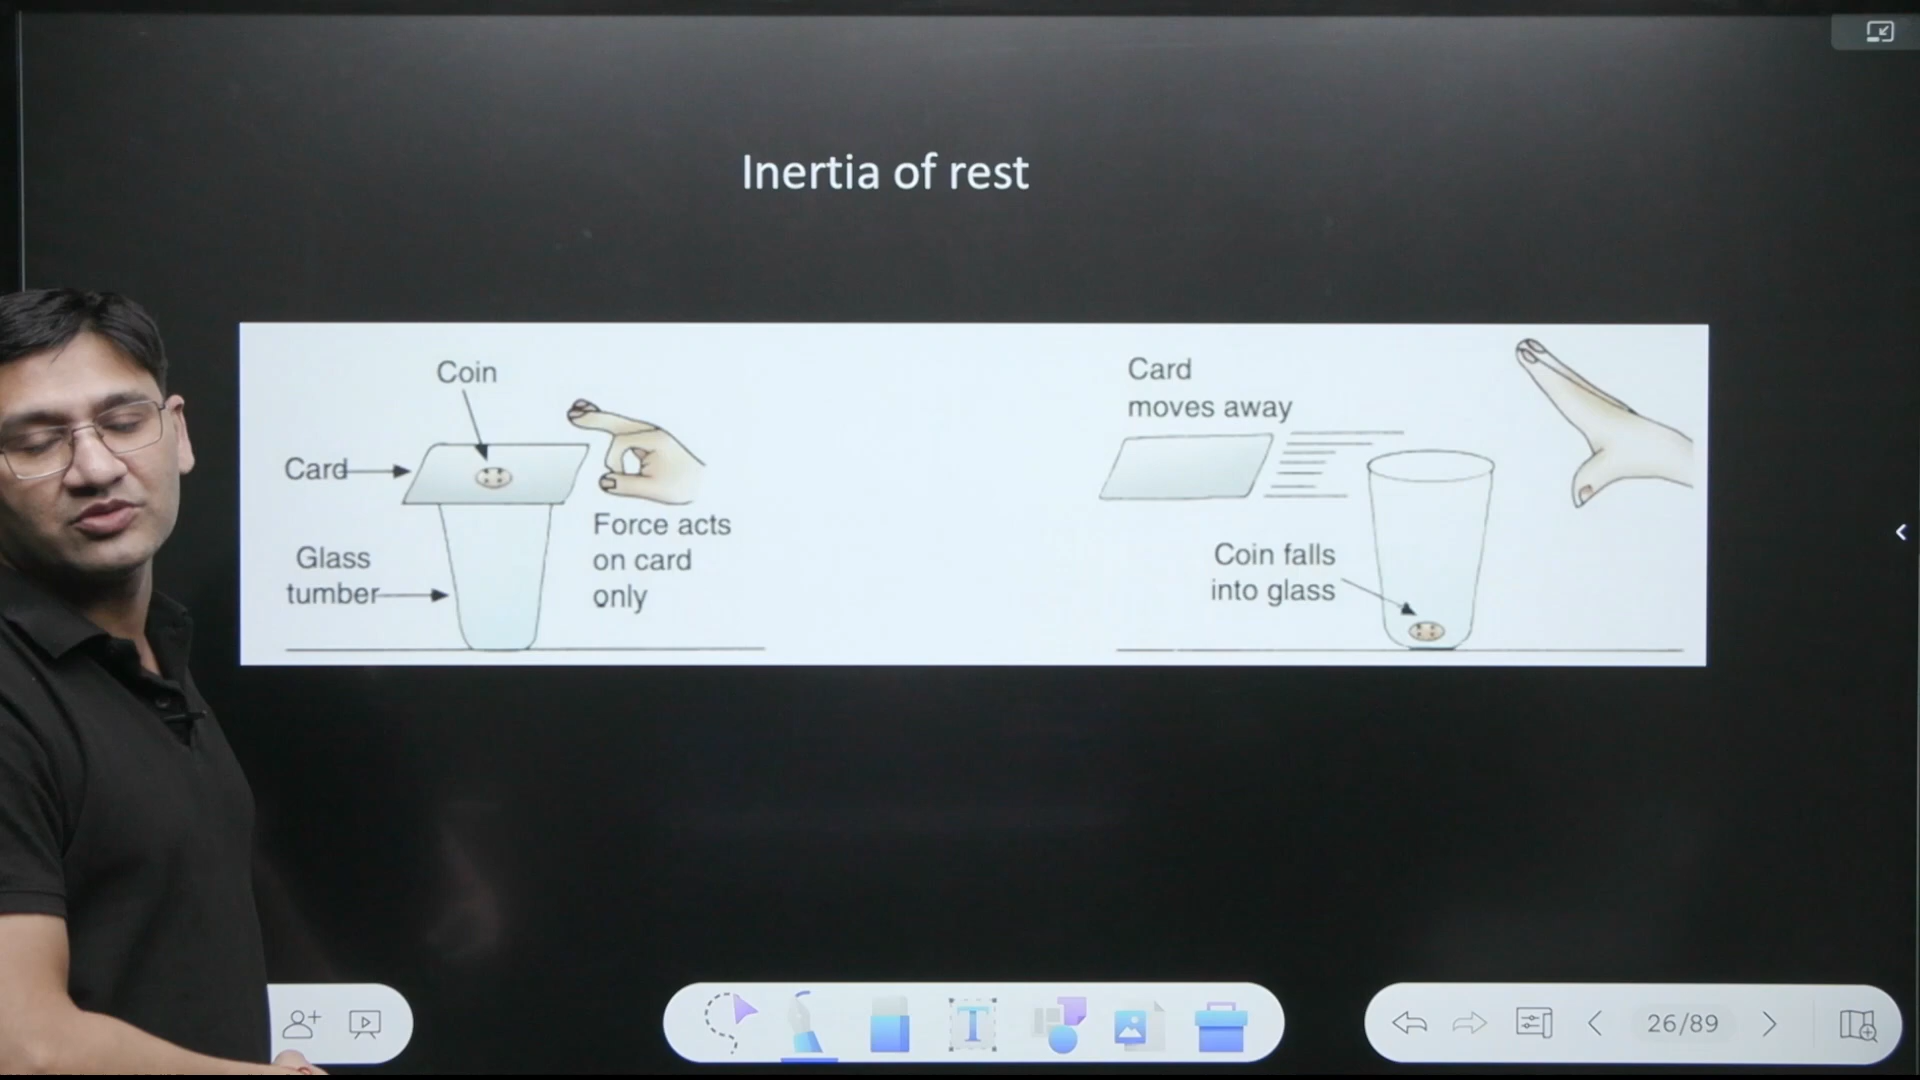 Inertia of rest
Coin
Card
Glass
tumber
Force acts
on card
only
Card
moves away
Coin falls
into glass
T
26/89